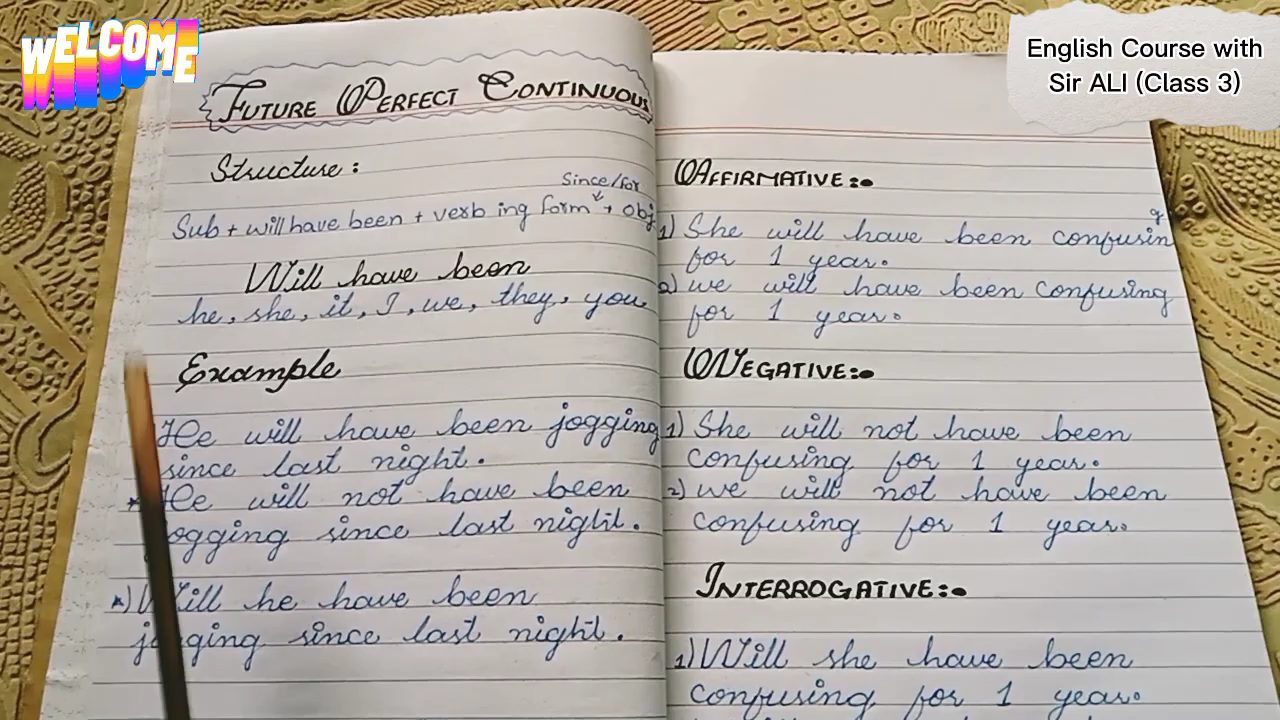 WELCOME
English Course with
Sir ALI (Class 3)
FUTURE PERFECT CONTINUOUS
Structure:
Since/for
Sub + will have been + verb ing form + obj
Will have been
he, she, it, I, we, they, you
Example
He will have been jogging
since last night.
He will not have been
jogging since last night.
Will he have been
jogging since last night.
AFFIRMATIVE:
1) She will have been confusing
for 1 year.
2) we will have been confusing
for 1 year.
NEGATIVE:
1) She will not have been
confusing for 1 year.
2) we will not have been
confusing for 1 year.
INTERROGATIVE:
1) Will she have been
confusing for 1 year.